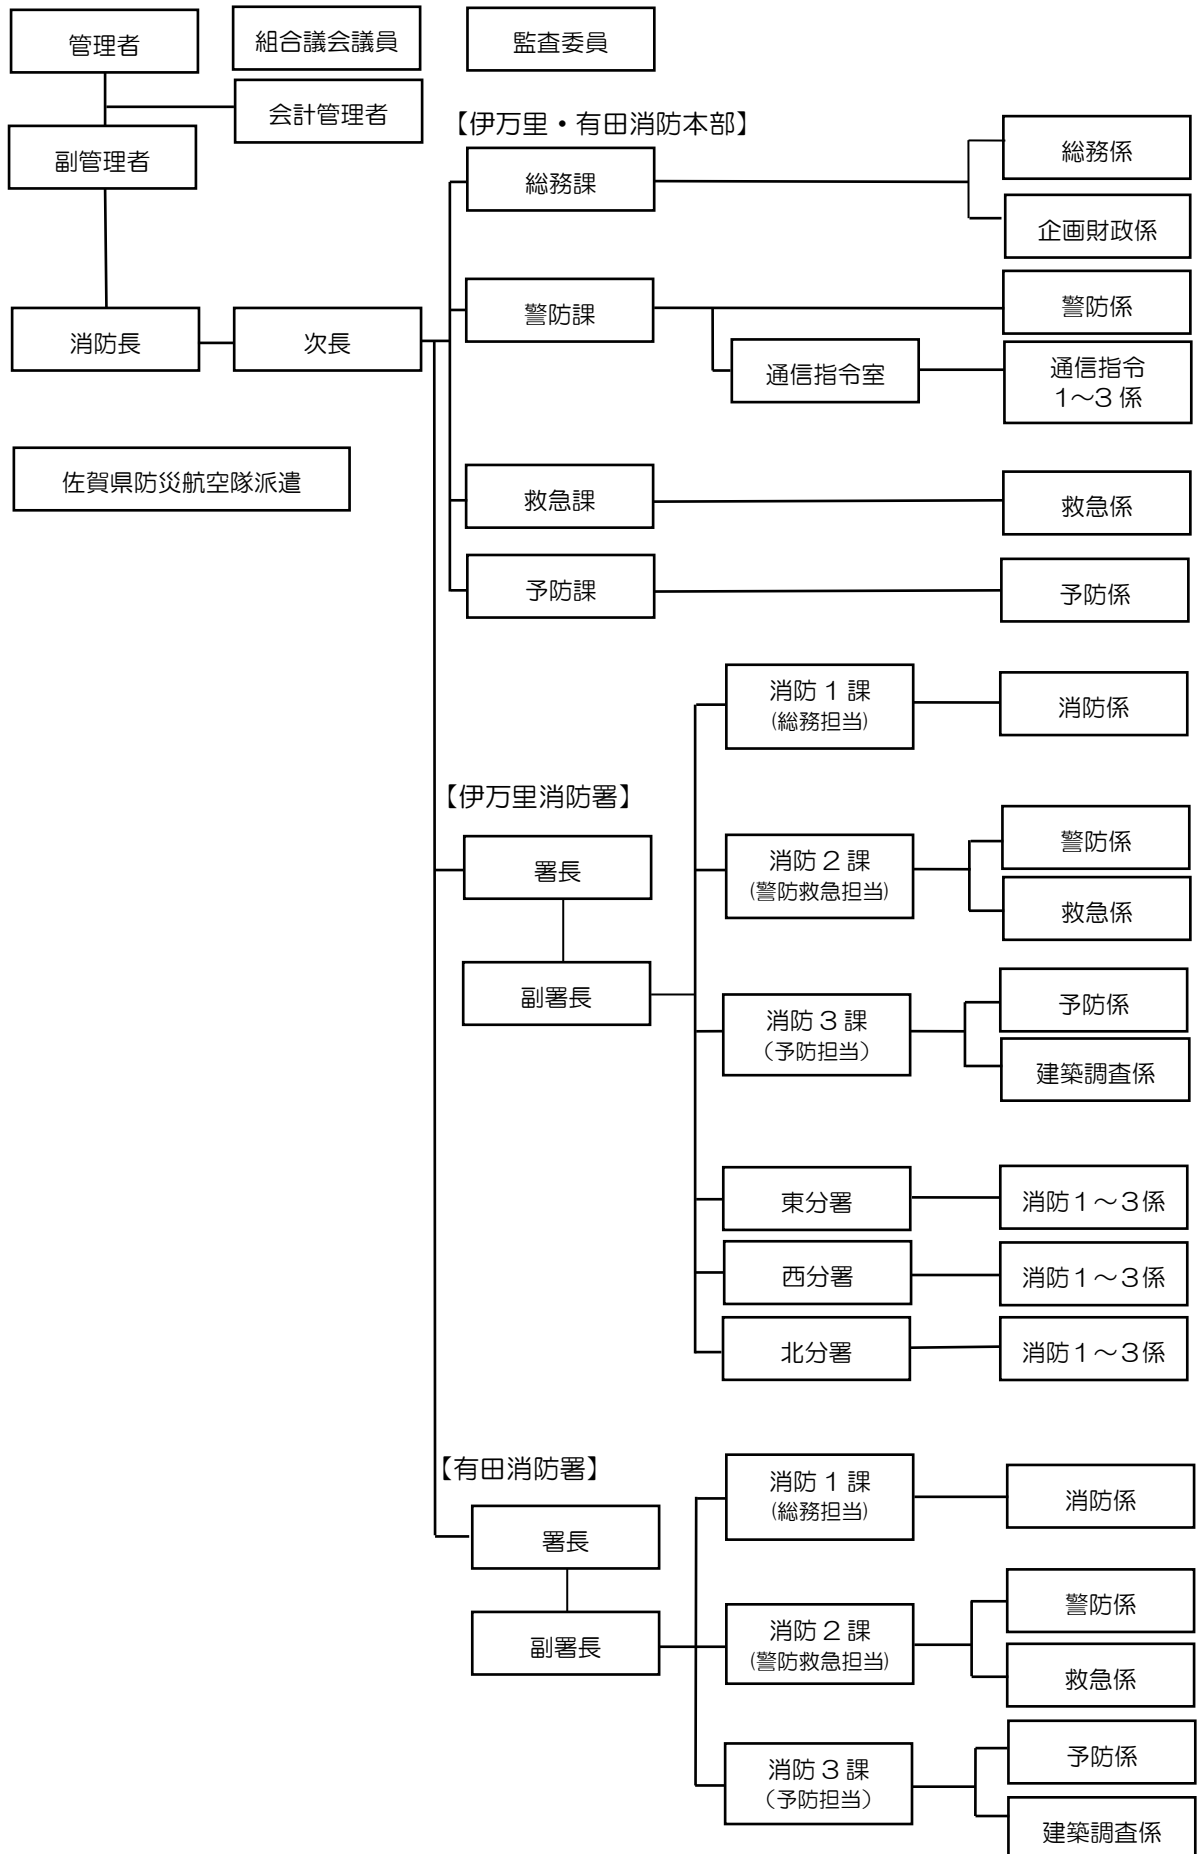 管理者
組合議会議員
監査委員
会計管理者
副管理者
【伊万里・有田消防本部】
総務課
総務係
企画財政係
消防長
次長
警防課
警防係
通信指令室
通信指令
1～3 係
佐賀県防災航空隊派遣
救急課
救急係
予防課
予防係
【伊万里消防署】
署長
副署長
消防 1 課
(総務担当)
消防係
消防 2 課
(警防救急担当)
警防係
救急係
消防 3 課
（予防担当）
予防係
建築調査係
東分署
消防1～3係
西分署
消防1～3係
北分署
消防1～3係
【有田消防署】
署長
副署長
消防 1 課
(総務担当)
消防係
消防 2 課
(警防救急担当)
警防係
救急係
消防 3 課
（予防担当）
予防係
建築調査係